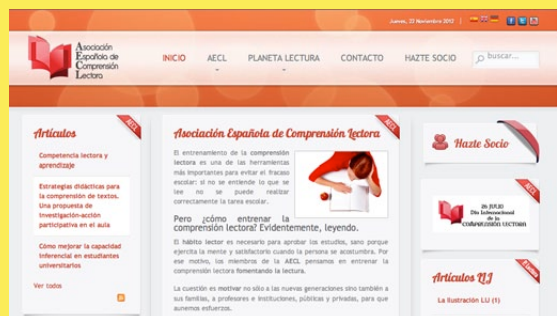 Jueves, 22 Noviembre 2012
Asociación
Española de
Comprensión
Lectora
INICIO
AECL
PLANETA LECTURA
CONTACTO
HAZTE SOCIO
buscar...
Artículos
AECL
Competencia lectora y
aprendizaje
Estrategias didácticas para
la comprensión de textos.
Una propuesta de
investigación-acción
participativa en el aula
Cómo mejorar la capacidad
inferencial en estudiantes
universitarios
Ver todos
Asociación Española de Comprensión Lectora
AECL
El entrenamiento de la comprensión
lectora es una de las herramientas
más importantes para evitar el fracaso
escolar: si no se entiende lo que se
lee no se puede realizar
correctamente la tarea escolar.
Pero ¿cómo entrenar la
comprensión lectora? Evidentemente, leyendo.
El hábito lector es necesario para aprobar los estudios, sano porque
ejercita la mente y satisfactorio cuando la persona se acostumbra. Por
ese motivo, los miembros de la AECL pensamos en entrenar la
comprensión lectora fomentando la lectura.
La cuestión es motivar no sólo a las nuevas generaciones sino también a
sus familias, a profesores e instituciones, públicas y privadas, para que
aunemos esfuerzos.
Hazte Socio
AECL
26 JULIO
Día Internacional
de la
COMPRENSIÓN LECTORA
Artículos LIJ
La Ilustración LIJ (1)